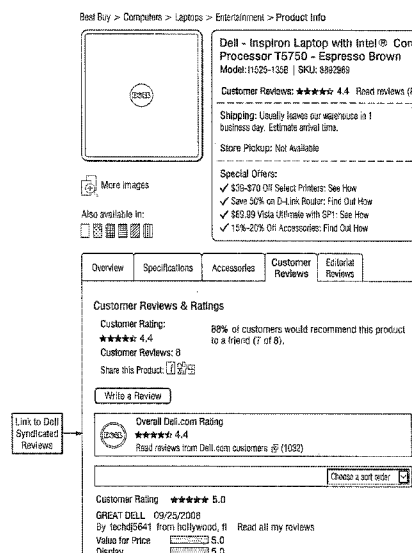 Best Buy > Computers > Laptops > Entertainment > Product Info
Dell - Inspiron Laptop with Intel® Con
Processor T5750 - Espresso Brown
Model: I1525-135B | SKU: 8892969
Customer Reviews: ★★★★☆ 4.4 Read reviews (8
Shipping: Usually leaves our warehouse in 1
business day. Estimate arrival time.
Store Pickup: Not Available
Special Offers:
✓ $39-$70 Off Select Printers: See How
✓ Save 50% on D-Link Router: Find Out How
✓ $69.99 Vista Ultimate with SP1: See How
✓ 15%-20% Off Accessories: Find Out How
DELL
More Images
Also available in:
Overview Specifications Accessories Customer Reviews Editorial Reviews
Customer Reviews & Ratings
Customer Rating:
★★★★☆ 4.4
Customer Reviews: 8
88% of customers would recommend this product
to a friend (7 of 8).
Share this Product:
Write a Review
Link to Dell
Syndicated
Reviews
DELL
Overall Dell.com Rating
★★★★☆ 4.4
Read reviews from Dell.com customers (1032)
Choose a sort order
Customer Rating ★★★★★ 5.0
GREAT DELL 09/25/2008
By techdj5641 from hollywood, fl Read all my reviews
Value for Price 5.0
Display 5.0